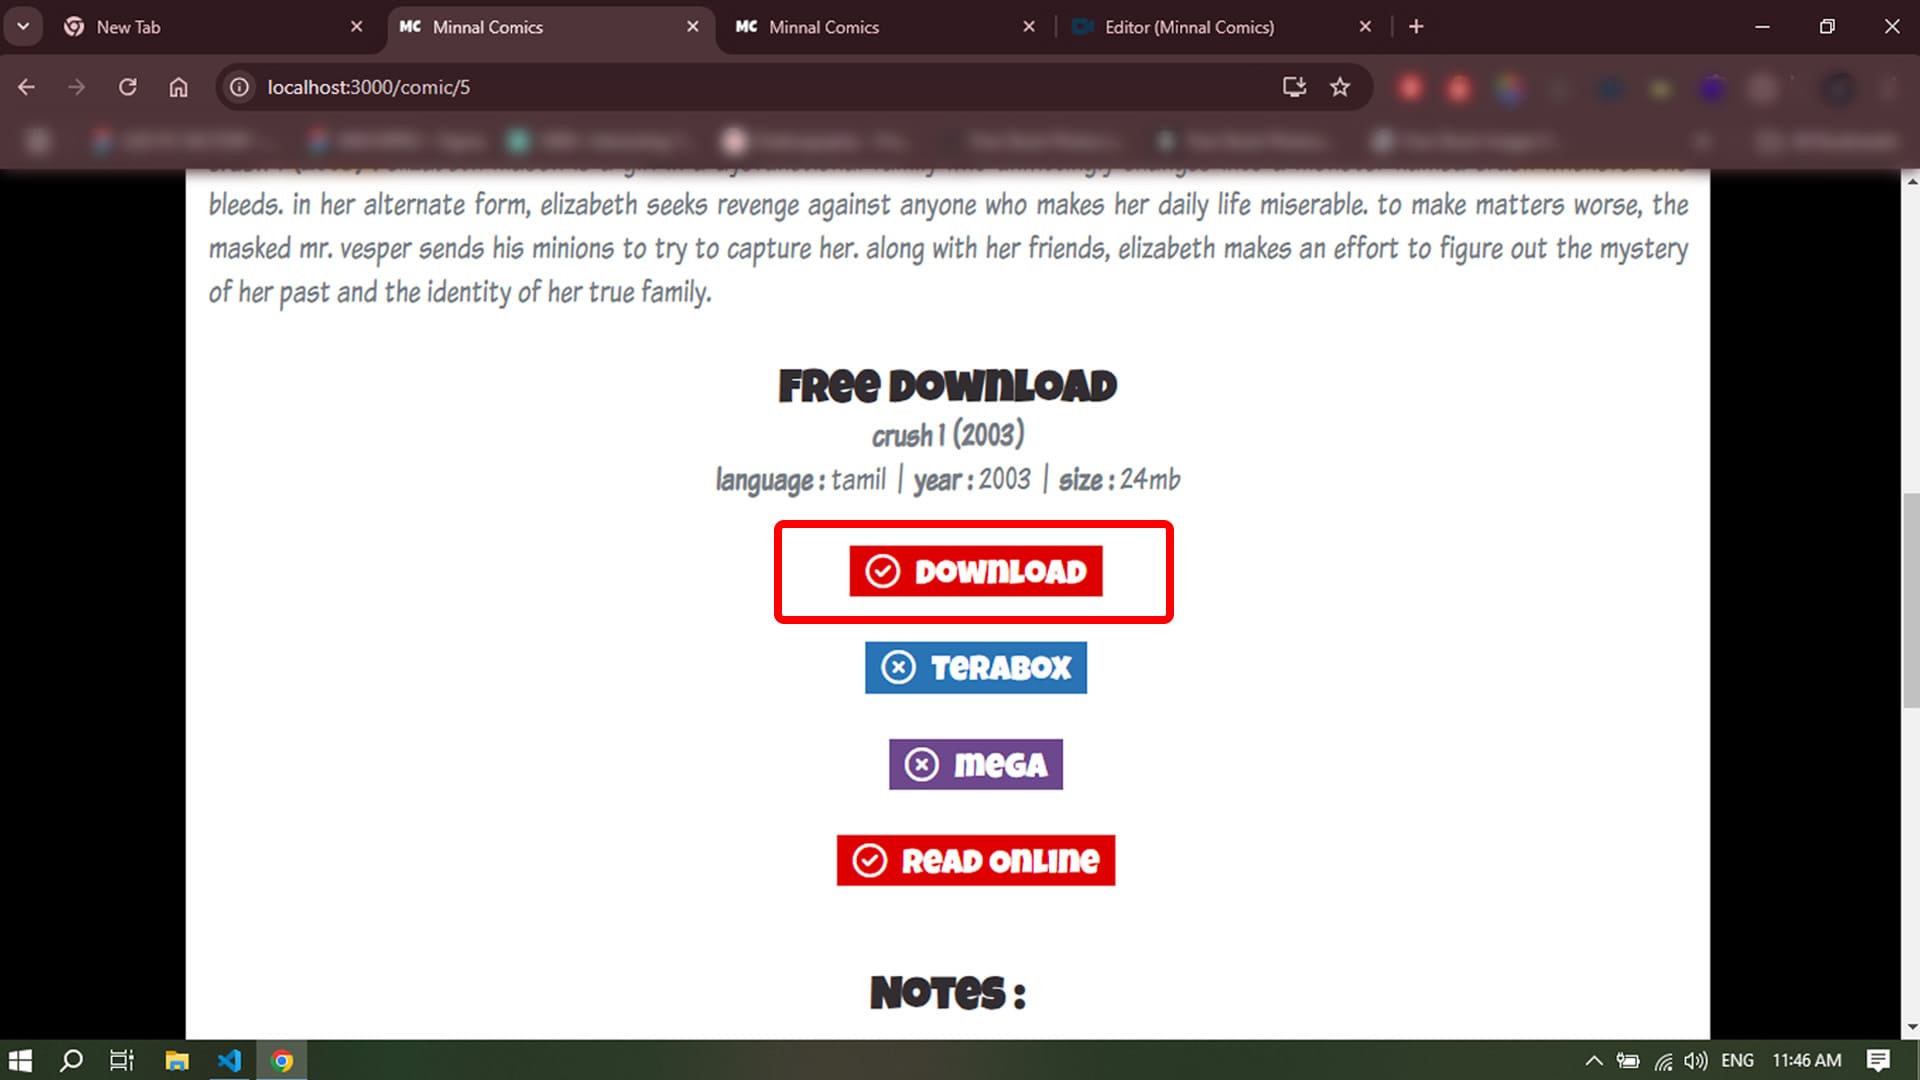 New Tab
MC Minnal Comics
MC Minnal Comics
Editor (Minnal Comics)
localhost:3000/comic/5
bleeds. in her alternate form, elizabeth seeks revenge against anyone who makes her daily life miserable. to make matters worse, the
masked mr. vesper sends his minions to try to capture her. along with her friends, elizabeth makes an effort to figure out the mystery
of her past and the identity of her true family.
Free Download
crush 1 (2003)
language : tamil | year : 2003 | size : 24mb
Download
Terabox
Mega
Read Online
Notes :
ENG
11:46 AM